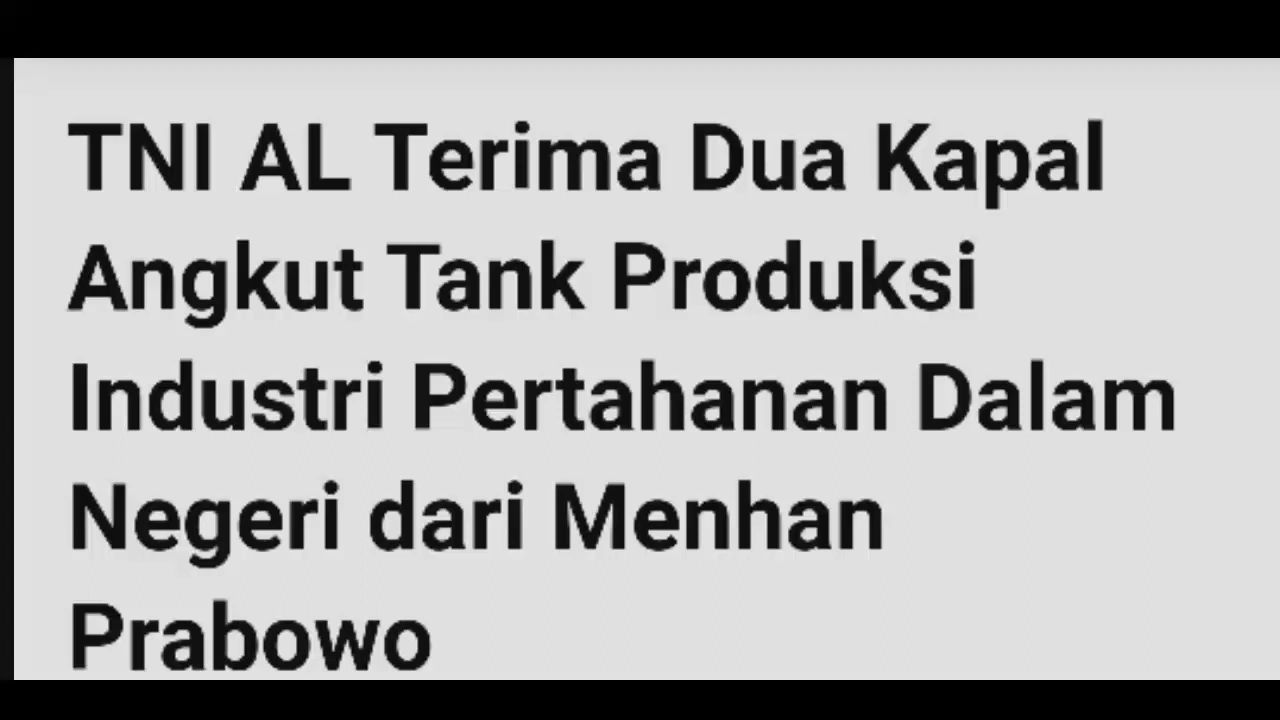 TNI AL Terima Dua Kapal
Angkut Tank Produksi
Industri Pertahanan Dalam
Negeri dari Menhan
Prabowo